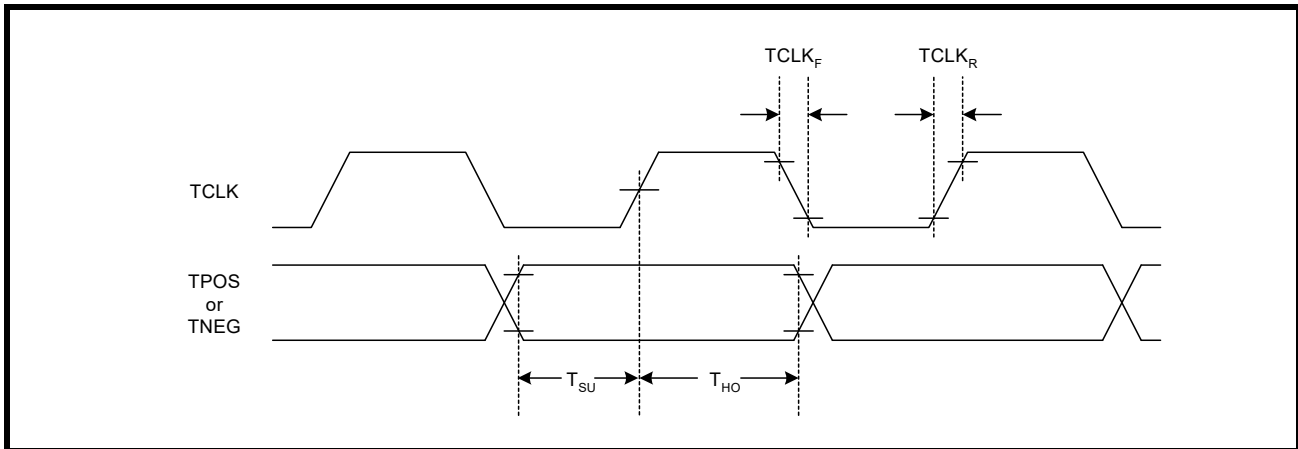 TCLKF
TCLKR
TCLK
TPOS
or
TNEG
TSU
THO